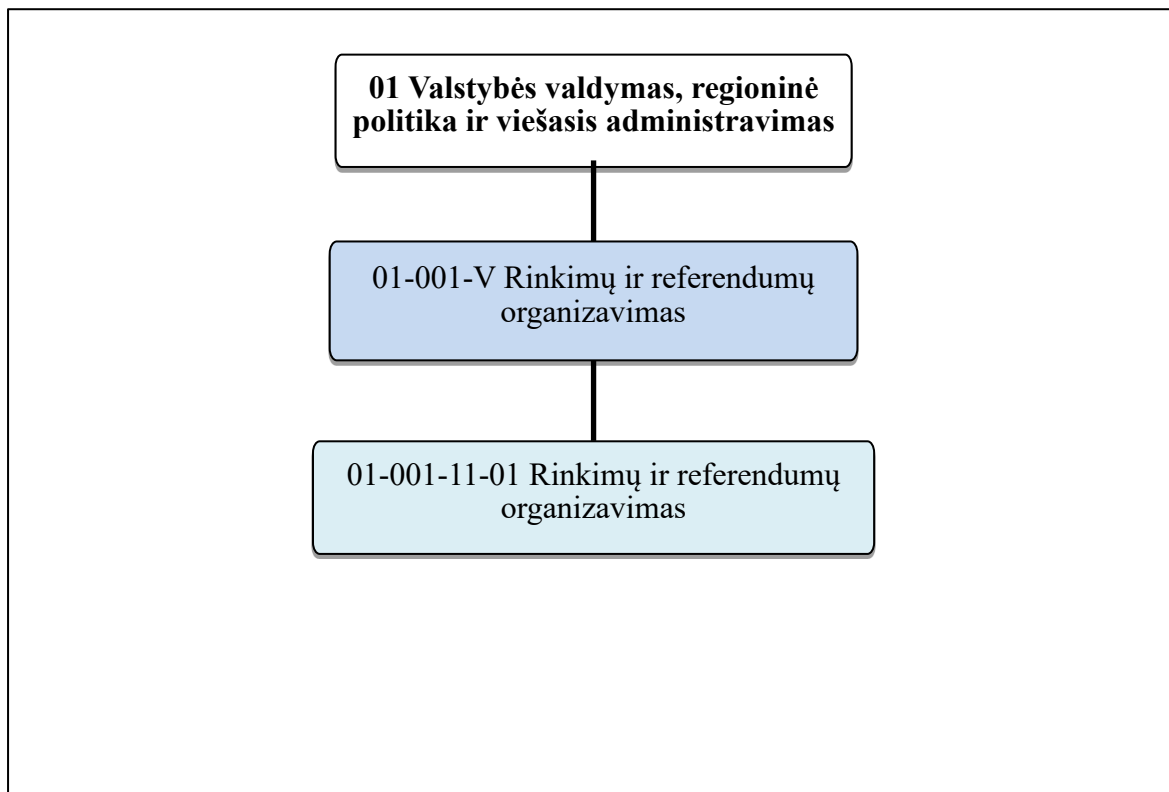 01 Valstybės valdymas, regioninė
politika ir viešasis administravimas
01-001-V Rinkimų ir referendumų
organizavimas
01-001-11-01 Rinkimų ir referendumų
organizavimas